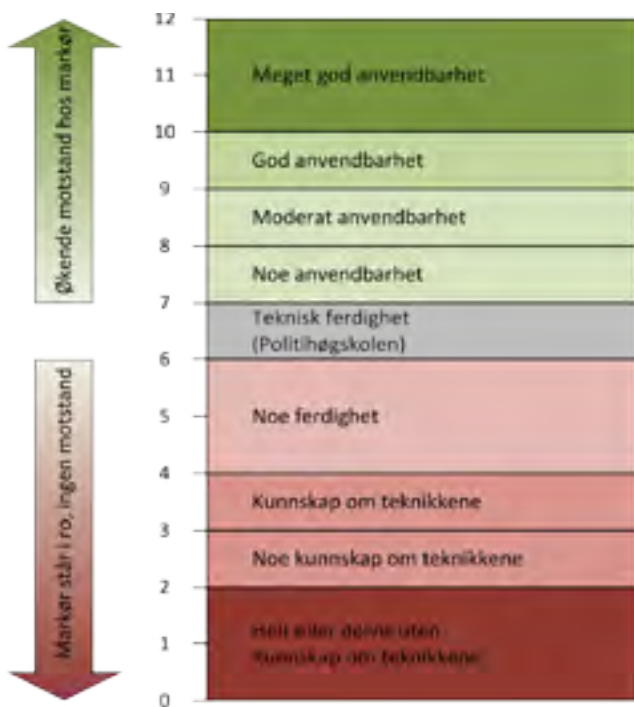 12
Meget god anvendbarhet
11
10
God anvendbarhet
9
Moderat anvendbarhet
8
Noe anvendbarhet
7
Teknisk ferdighet
(Politihøgskolen)
6
Noe ferdighet
5
4
Kunnskap om teknikkene
3
Noe kunnskap om teknikkene
2
Helt eller uten
1
Kunnskap om teknikkene
0
Økende motstand hos markør
Markør står i ro, ingen motstand